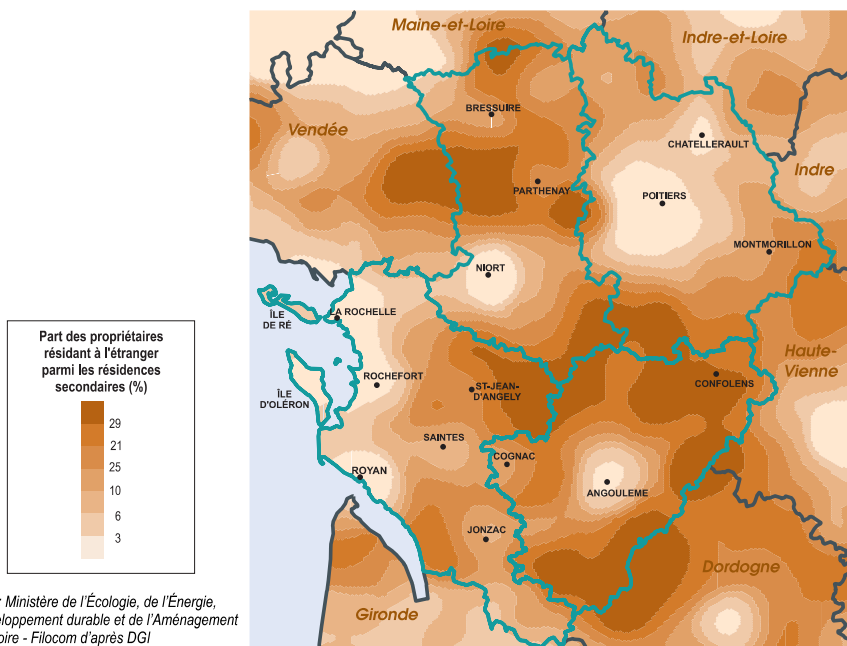 Maine-et-Loire
Indre-et-Loire
BRESSUIRE
Vendée
CHATELLERAULT
Indre
PARTHENAY
POITIERS
MONTMORILLON
NIORT
ÎLE
DE RÉ
LA ROCHELLE
Part des propriétaires
résidant à l'étranger
parmi les résidences
secondaires (%)
29
21
25
10
6
3
Haute-
Vienne
ROCHEFORT
CONFOLENS
ÎLE
D'OLÉRON
ST-JEAN-
D'ANGELY
SAINTES
COGNAC
ROYAN
ANGOULEME
JONZAC
Dordogne
Gironde
: Ministère de l'Écologie, de l'Énergie,
eloppement durable et de l'Aménagement
oire - Filocom d'après DGI